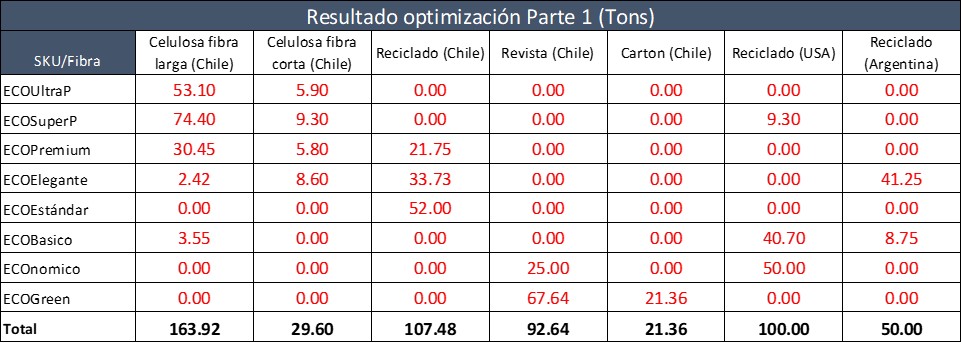 Resultado optimización Parte 1 (Tons)
SKU/Fibra Celulosa fibra larga (Chile) Celulosa fibra corta (Chile) Reciclado (Chile) Revista (Chile) Carton (Chile) Reciclado (USA) Reciclado (Argentina)
ECOUltraP 53.10 5.90 0.00 0.00 0.00 0.00 0.00
ECOSuperP 74.40 9.30 0.00 0.00 0.00 9.30 0.00
ECOPremium 30.45 5.80 21.75 0.00 0.00 0.00 0.00
ECOElegante 2.42 8.60 33.73 0.00 0.00 0.00 41.25
ECOEstándar 0.00 0.00 52.00 0.00 0.00 0.00 0.00
ECOBasico 3.55 0.00 0.00 0.00 0.00 40.70 8.75
ECOnomico 0.00 0.00 0.00 25.00 0.00 50.00 0.00
ECOGreen 0.00 0.00 0.00 67.64 21.36 0.00 0.00
Total 163.92 29.60 107.48 92.64 21.36 100.00 50.00